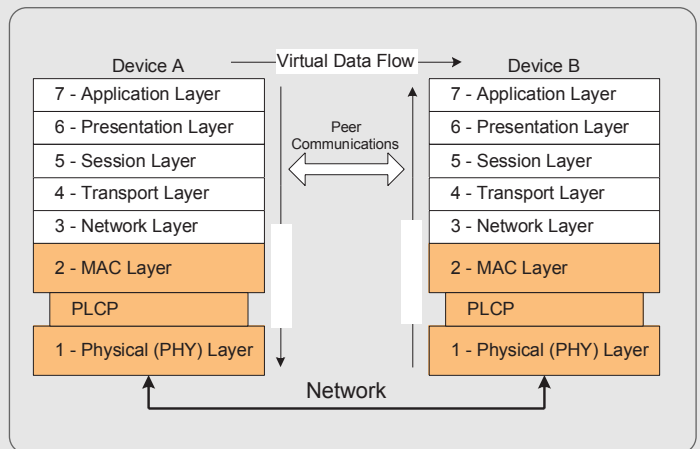 Virtual Data Flow
Device A
Device B
7 - Application Layer
6 - Presentation Layer
5 - Session Layer
4 - Transport Layer
3 - Network Layer
2 - MAC Layer
PLCP
1 - Physical (PHY) Layer
Peer
Communications
7 - Application Layer
6 - Presentation Layer
5 - Session Layer
4 - Transport Layer
3 - Network Layer
2 - MAC Layer
PLCP
1 - Physical (PHY) Layer
Network